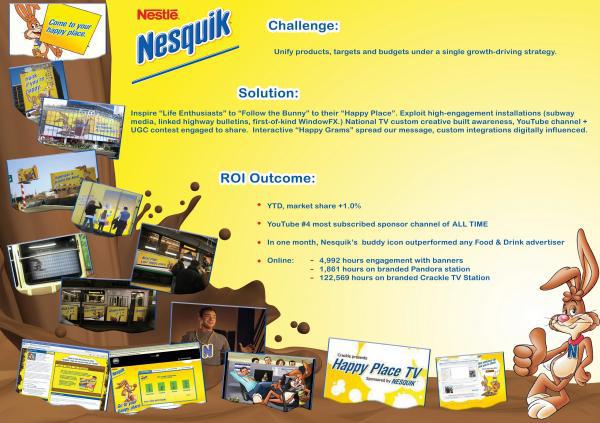 Come to your
happy place.
Nestlé
Nesquik
Challenge:
Unify products, targets and budgets under a single growth-driving strategy.
Solution:
Inspire "Life Enthusiasts" to "Follow the Bunny" to their "Happy Place". Exploit high-engagement installations (subway
media, linked highway bulletins, first-of-kind WindowFX.) National TV custom creative built awareness, YouTube channel +
UGC contest engaged to share. Interactive "Happy Grams" spread our message, custom integrations digitally influenced.
ROI Outcome:
YTD, market share +1.0%
YouTube #4 most subscribed sponsor channel of ALL TIME
In one month, Nesquik's buddy icon outperformed any Food & Drink advertiser
Online: - 4,992 hours engagement with banners
- 1,861 hours on branded Pandora station
- 122,569 hours on branded Crackle TV Station
N
Crackle presents
Happy Place TV
Sponsored by NESQUIK
N